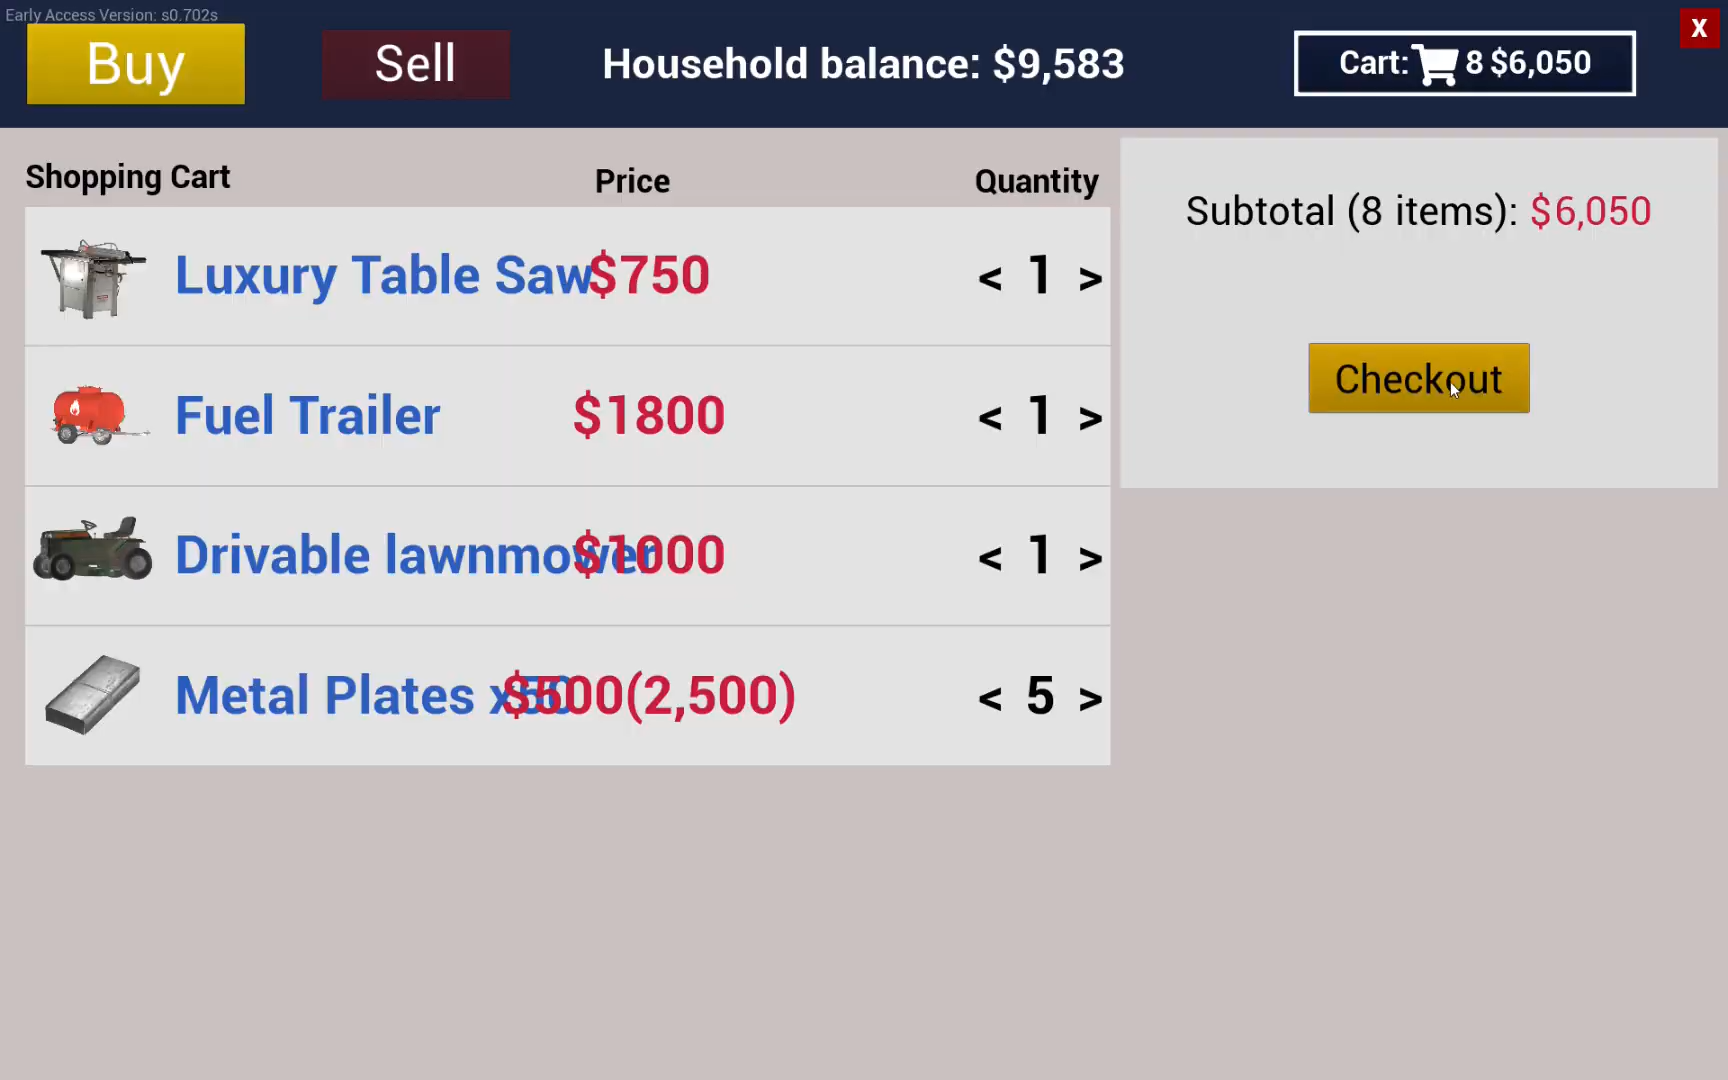 Early Access Version: s0.702s
Buy
Sell
Household balance: $9,583
Cart: 8 $6,050
X
Shopping Cart
Price
Quantity
Luxury Table Saw
$750
< 1 >
Fuel Trailer
$1800
< 1 >
Drivable lawnmower
$1000
< 1 >
Metal Plates x50
$500(2,500)
< 5 >
Subtotal (8 items): $6,050
Checkout